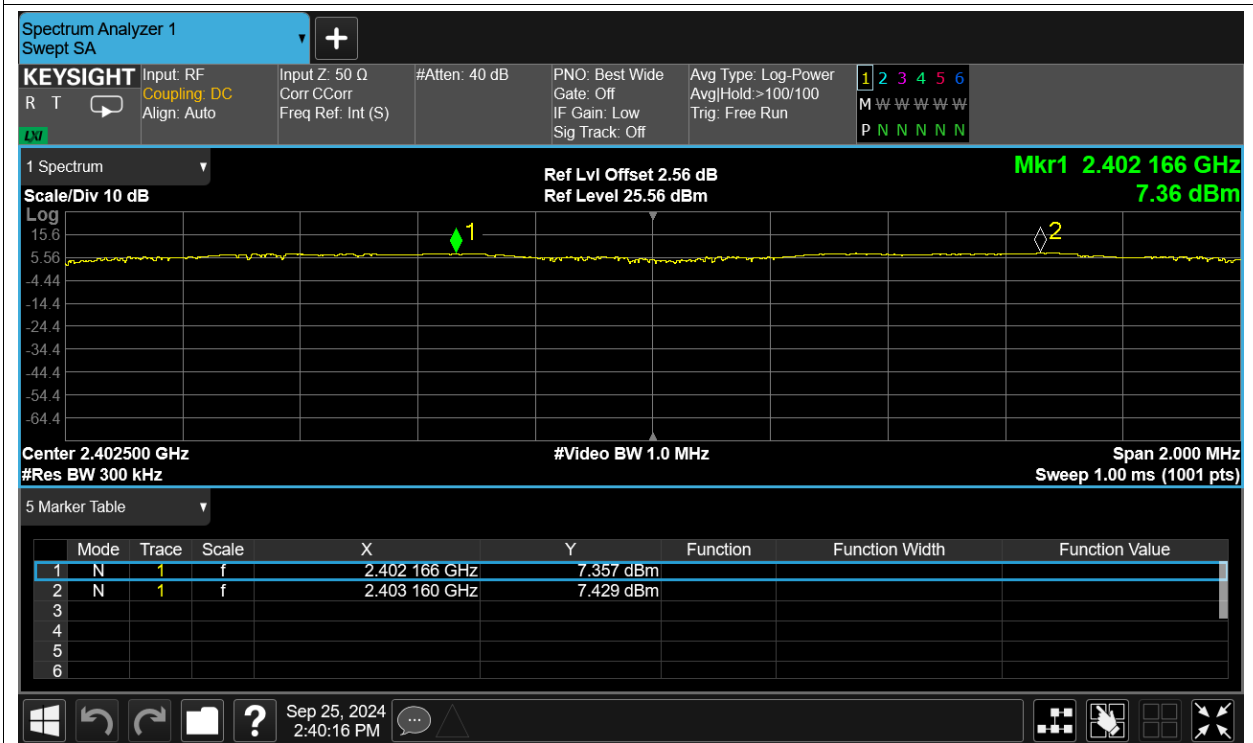 Spectrum Analyzer 1
Swept SA
KEYSIGHT
R T
LXI
Input: RF
Coupling: DC
Align: Auto
Input Z: 50 Ω
Corr CCorr
Freq Ref: Int (S)
#Atten: 40 dB
PNO: Best Wide
Gate: Off
IF Gain: Low
Sig Track: Off
Avg Type: Log-Power
Avg|Hold:>100/100
Trig: Free Run
1 2 3 4 5 6
M W W W W W
P N N N N N
1 Spectrum
Scale/Div 10 dB
Ref Lvl Offset 2.56 dB
Ref Level 25.56 dBm
Mkr1 2.402 166 GHz
7.36 dBm
Log
15.6
5.56
-4.44
-14.4
-24.4
-34.4
-44.4
-54.4
-64.4
1
2
Center 2.402500 GHz
#Video BW 1.0 MHz
Span 2.000 MHz
#Res BW 300 kHz
Sweep 1.00 ms (1001 pts)
5 Marker Table
Mode Trace Scale X Y Function Function Width Function Value
1 N 1 f 2.402 166 GHz 7.357 dBm
2 N 1 f 2.403 160 GHz 7.429 dBm
3
4
5
6
?
Sep 25, 2024
2:40:16 PM